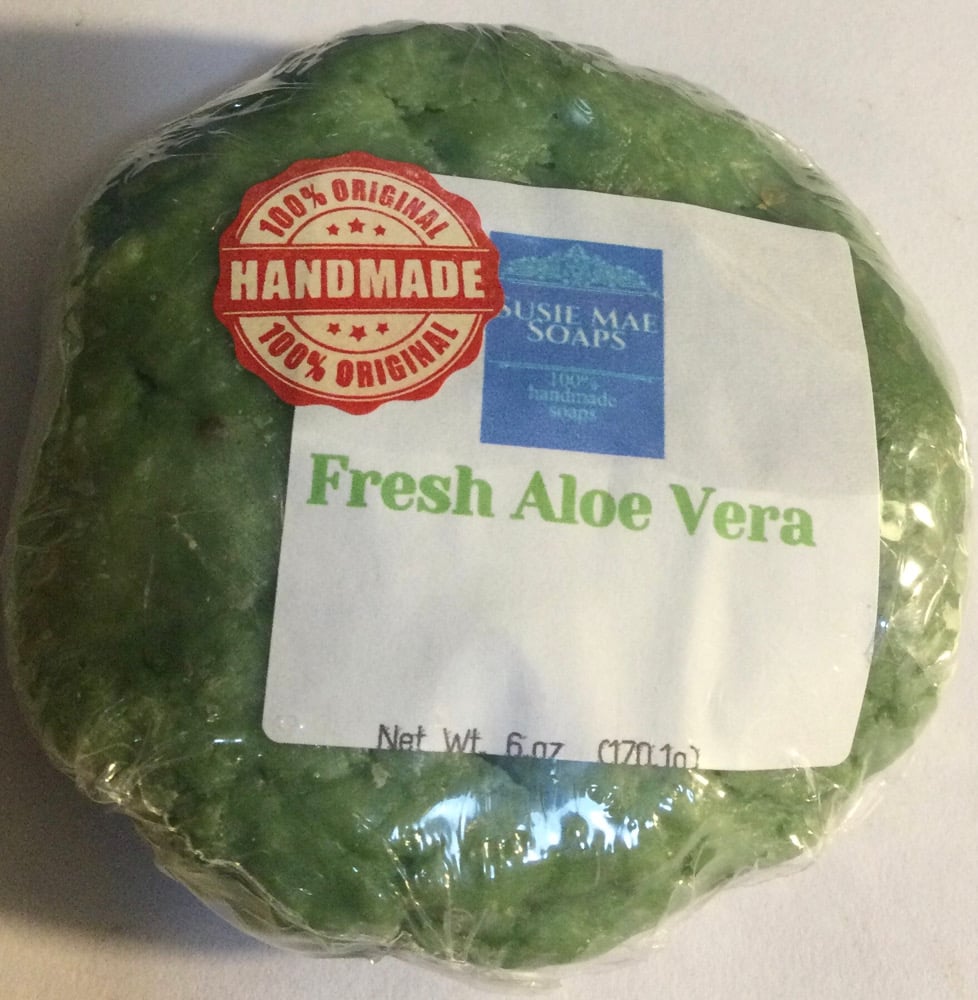 100% ORIGINAL
HANDMADE
100% ORIGINAL
SUSIE MAE
SOAPS
100%
handmade
soaps
Fresh Aloe Vera
Net Wt. 6 oz (170.1g)